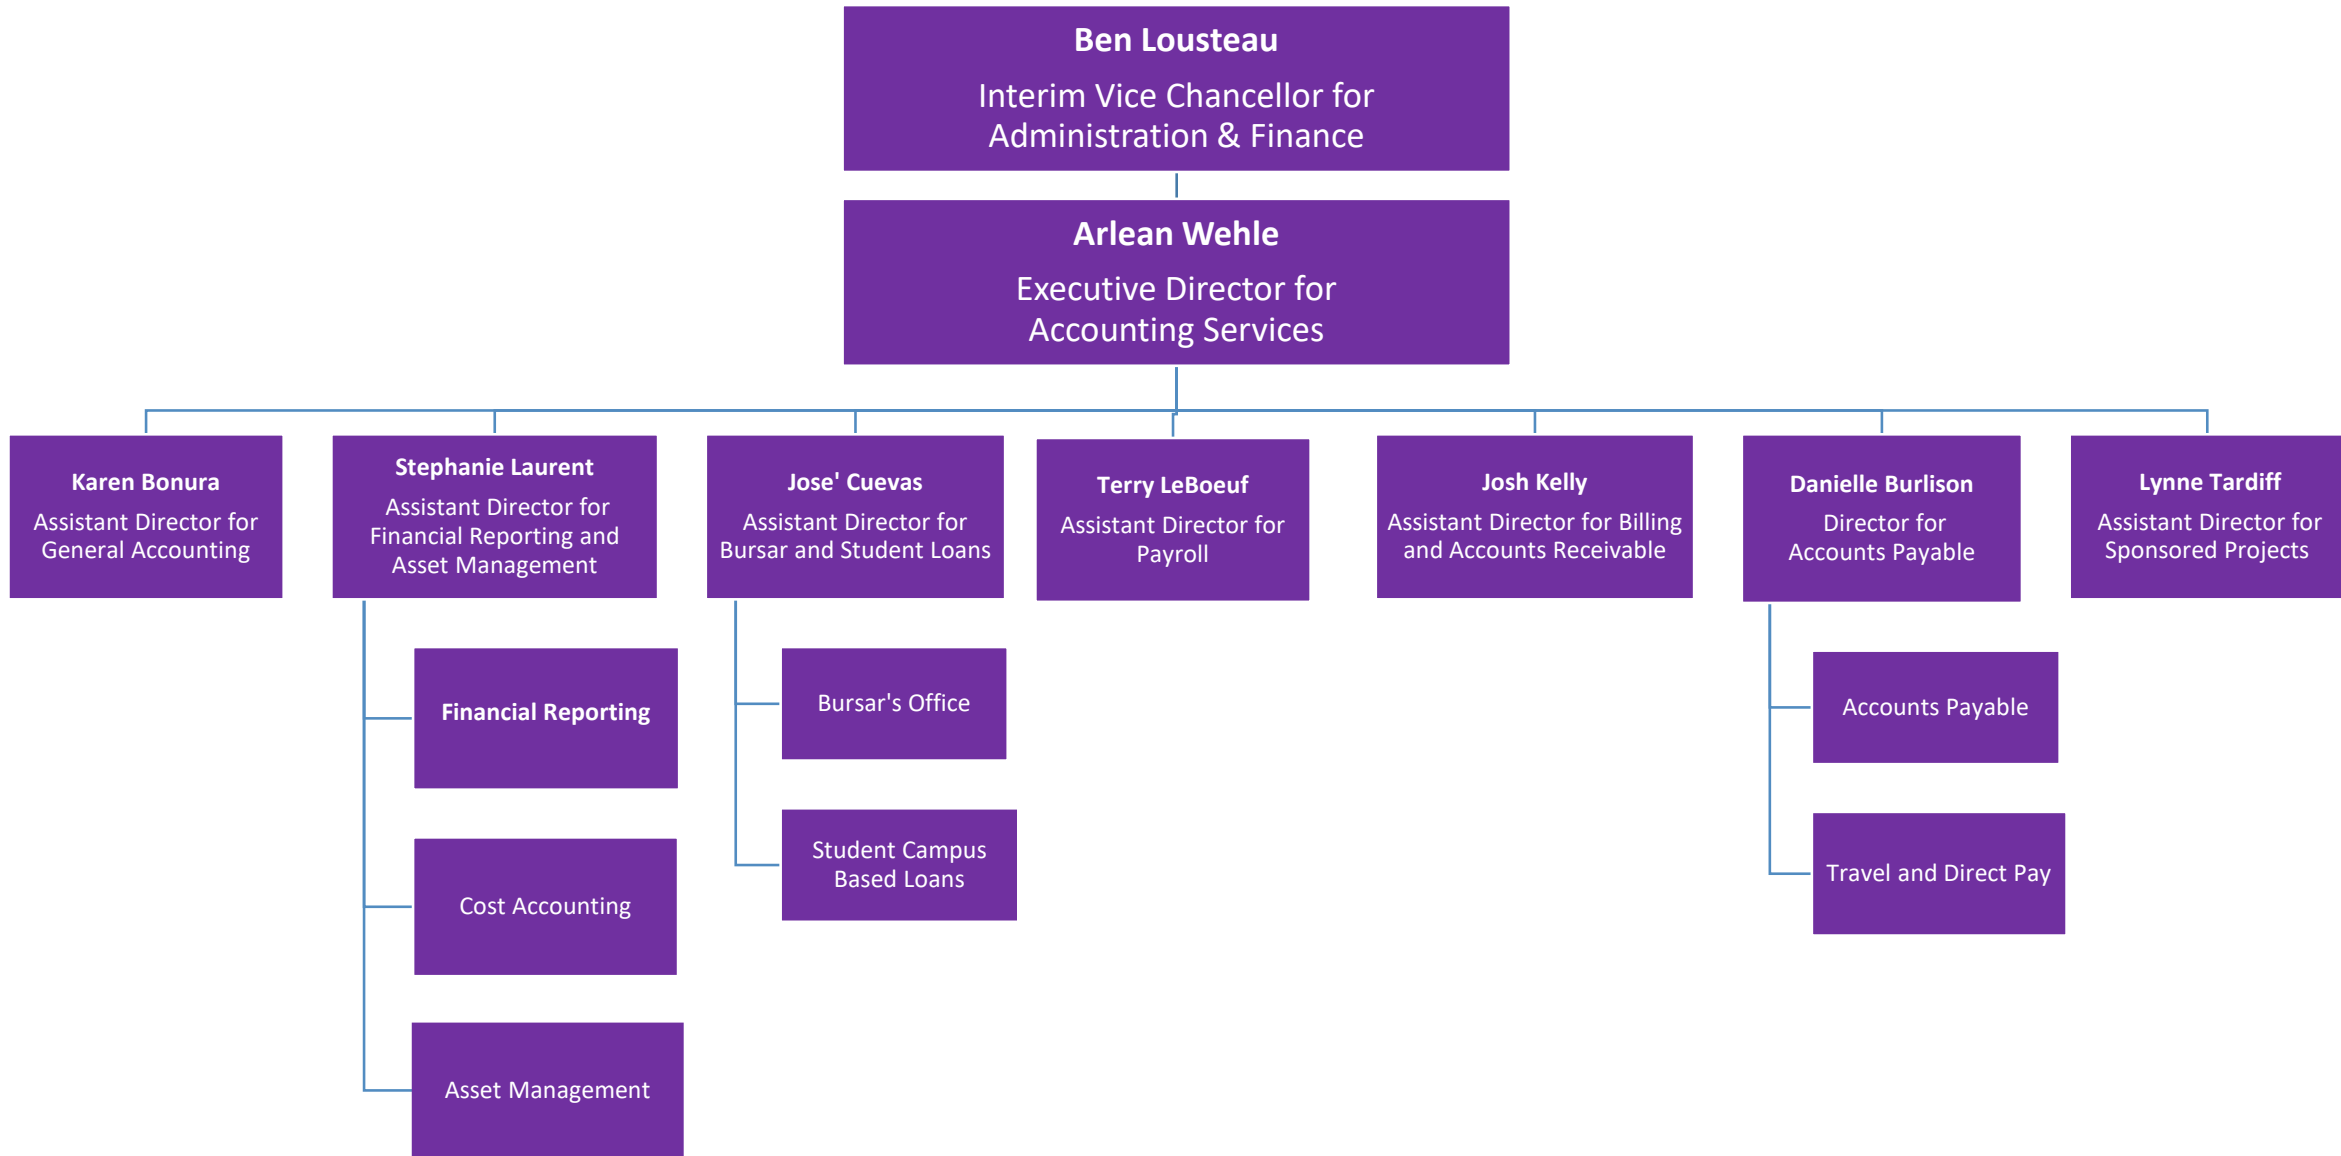 Ben Lousteau
Interim Vice Chancellor for
Administration & Finance
Arlean Wehle
Executive Director for
Accounting Services
Karen Bonura
Assistant Director for
General Accounting
Stephanie Laurent
Assistant Director for
Financial Reporting and
Asset Management
Jose' Cuevas
Assistant Director for
Bursar and Student Loans
Terry LeBoeuf
Assistant Director for
Payroll
Josh Kelly
Assistant Director for Billing
and Accounts Receivable
Danielle Burlison
Director for
Accounts Payable
Lynne Tardiff
Assistant Director for
Sponsored Projects
Financial Reporting
Cost Accounting
Asset Management
Bursar's Office
Student Campus
Based Loans
Accounts Payable
Travel and Direct Pay